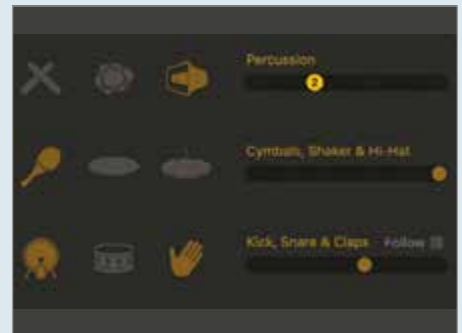 Percussion
2
Cymbals, Shaker & Hi-Hat
Kick, Snare & Claps Follow